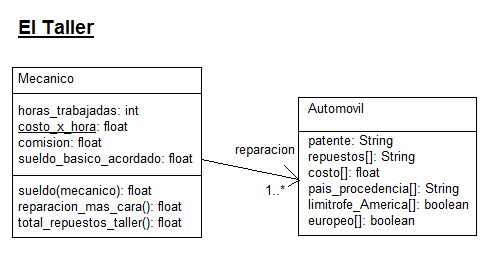 El Taller
Mecanico
horas_trabajadas: int
costo_x_hora: float
comision: float
sueldo_basico_acordado: float
sueldo(mecanico): float
reparacion_mas_cara(): float
total_repuestos_taller(): float
reparacion
1..*
Automovil
patente: String
repuestos[]: String
costo[]: float
pais_procedencia[]: String
limitrofe_America[]: boolean
europeo[]: boolean